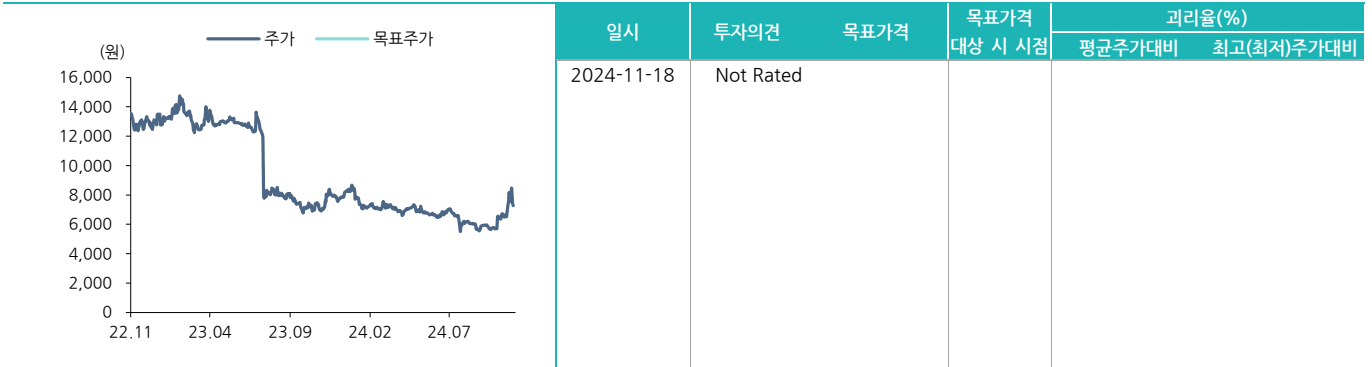 (원)
주가 목표주가
16,000
14,000
12,000
10,000
8,000
6,000
4,000
2,000
0
22.11 23.04 23.09 24.02 24.07
일시 투자의견 목표가격 목표가격 괴리율(%)
대상 시 시점 평균주가대비 최고(최저)주가대비
2024-11-18 Not Rated